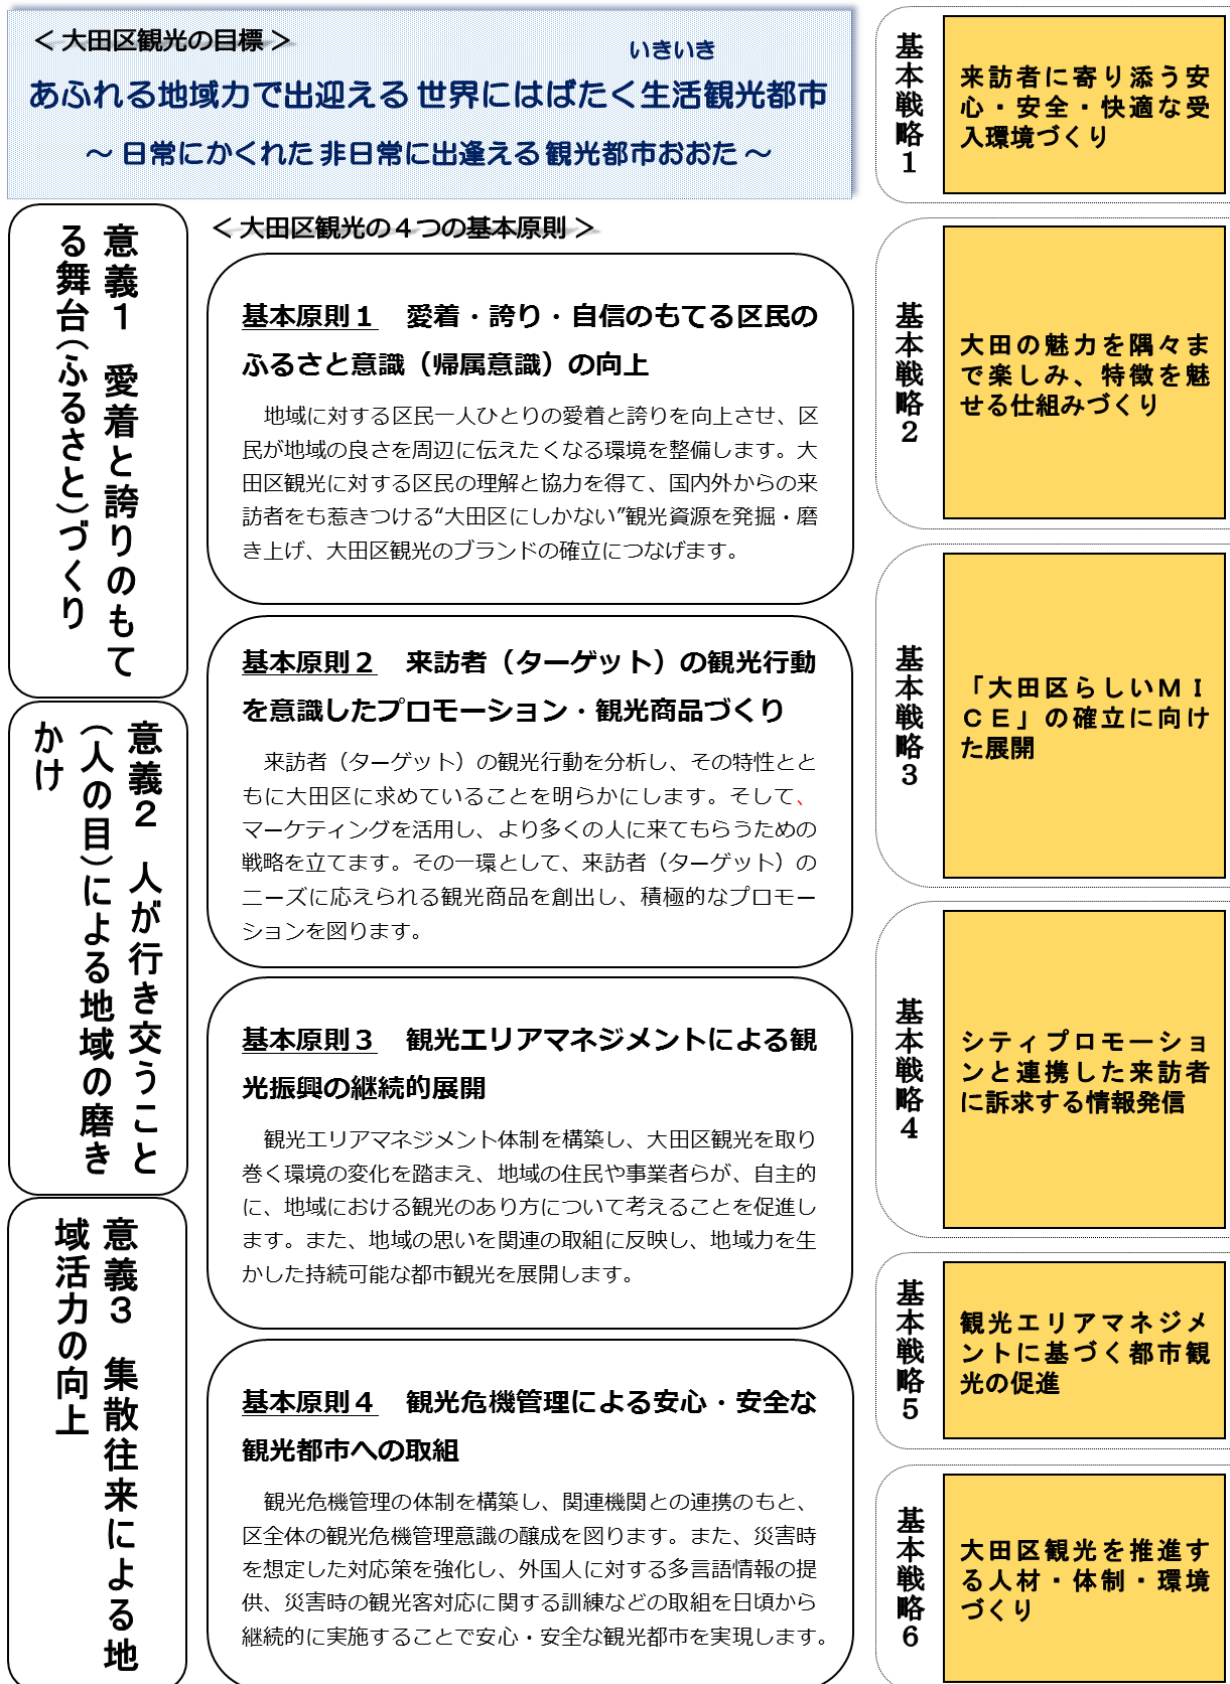 ＜大田区観光の目標＞
いきいき
あふれる地域力で出迎える 世界にはばたく生活観光都市
～ 日常にかくれた 非日常に出逢える 観光都市おおた ～
意義１　愛着と誇りのもて
る舞台（ふるさと）づくり
意義２　人が行き交うこと
（人の目）による地域の磨き
かけ
意義３　集散往来による地
域活力の向上
＜大田区観光の４つの基本原則＞
基本原則１　愛着・誇り・自信のもてる区民の
ふるさと意識（帰属意識）の向上
地域に対する区民一人ひとりの愛着と誇りを向上させ、区
民が地域の良さを周辺に伝えたくなる環境を整備します。大
田区観光に対する区民の理解と協力を得て、国内外からの来
訪者をも惹きつける“大田区にしかない”観光資源を発掘・磨
き上げ、大田区観光のブランドの確立につなげます。
基本原則２　来訪者（ターゲット）の観光行動
を意識したプロモーション・観光商品づくり
来訪者（ターゲット）の観光行動を分析し、その特性とと
もに大田区に求めていることを明らかにします。そして、
マーケティングを活用し、より多くの人に来てもらうための
戦略を立てます。その一環として、来訪者（ターゲット）の
ニーズに応えられる観光商品を創出し、積極的なプロモー
ションを図ります。
基本原則３　観光エリアマネジメントによる観
光振興の継続的展開
観光エリアマネジメント体制を構築し、大田区観光を取り
巻く環境の変化を踏まえ、地域の住民や事業者らが、自主的
に、地域における観光のあり方について考えることを促進し
ます。また、地域の思いを関連の取組に反映し、地域力を生
かした持続可能な都市観光を展開します。
基本原則４　観光危機管理による安心・安全な
観光都市への取組
観光危機管理の体制を構築し、関連機関との連携のもと、
区全体の観光危機管理意識の醸成を図ります。また、災害時
を想定した対応策を強化し、外国人に対する多言語情報の提
供、災害時の観光客対応に関する訓練などの取組を日頃から
継続的に実施することで安心・安全な観光都市を実現します。
基本戦略1
来訪者に寄り添う安
心・安全・快適な受
入環境づくり
基本戦略2
大田の魅力を隅々ま
で楽しみ、特徴を魅
せる仕組みづくり
基本戦略3
「大田区らしいＭＩ
ＣＥ」の確立に向け
た展開
基本戦略4
シティプロモーショ
ンと連携した来訪者
に訴求する情報発信
基本戦略5
観光エリアマネジメ
ントに基づく都市観
光の促進
基本戦略6
大田区観光を推進す
る人材・体制・環境
づくり